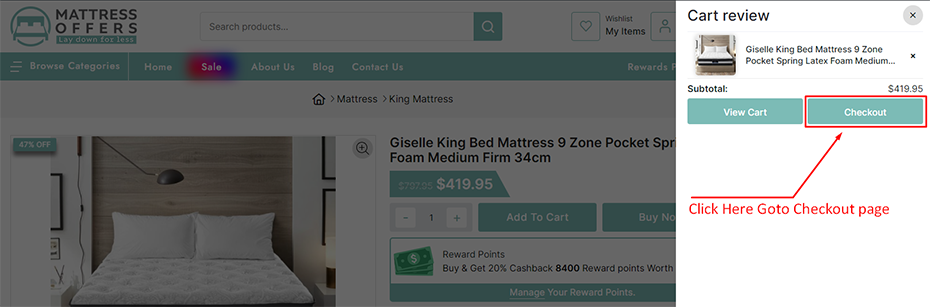 MATTRESS
OFFERS
Lay down for less
Search products...
Wishlist
My Items
Browse Categories
Home
Sale
About Us
Blog
Contact Us
Rewards P
Mattress
King Mattress
47% OFF
Giselle King Bed Mattress 9 Zone Pocket Spr
Foam Medium Firm 34cm
$797.95 $419.95
- 1 +
Add To Cart
Buy No
Reward Points
Buy & Get 20% Cashback 8400 Reward points Worth
Manage Your Reward Points.
Cart review
×
Giselle King Bed Mattress 9 Zone
Pocket Spring Latex Foam Medium...
×
Subtotal:
$419.95
View Cart
Checkout
Click Here Goto Checkout page